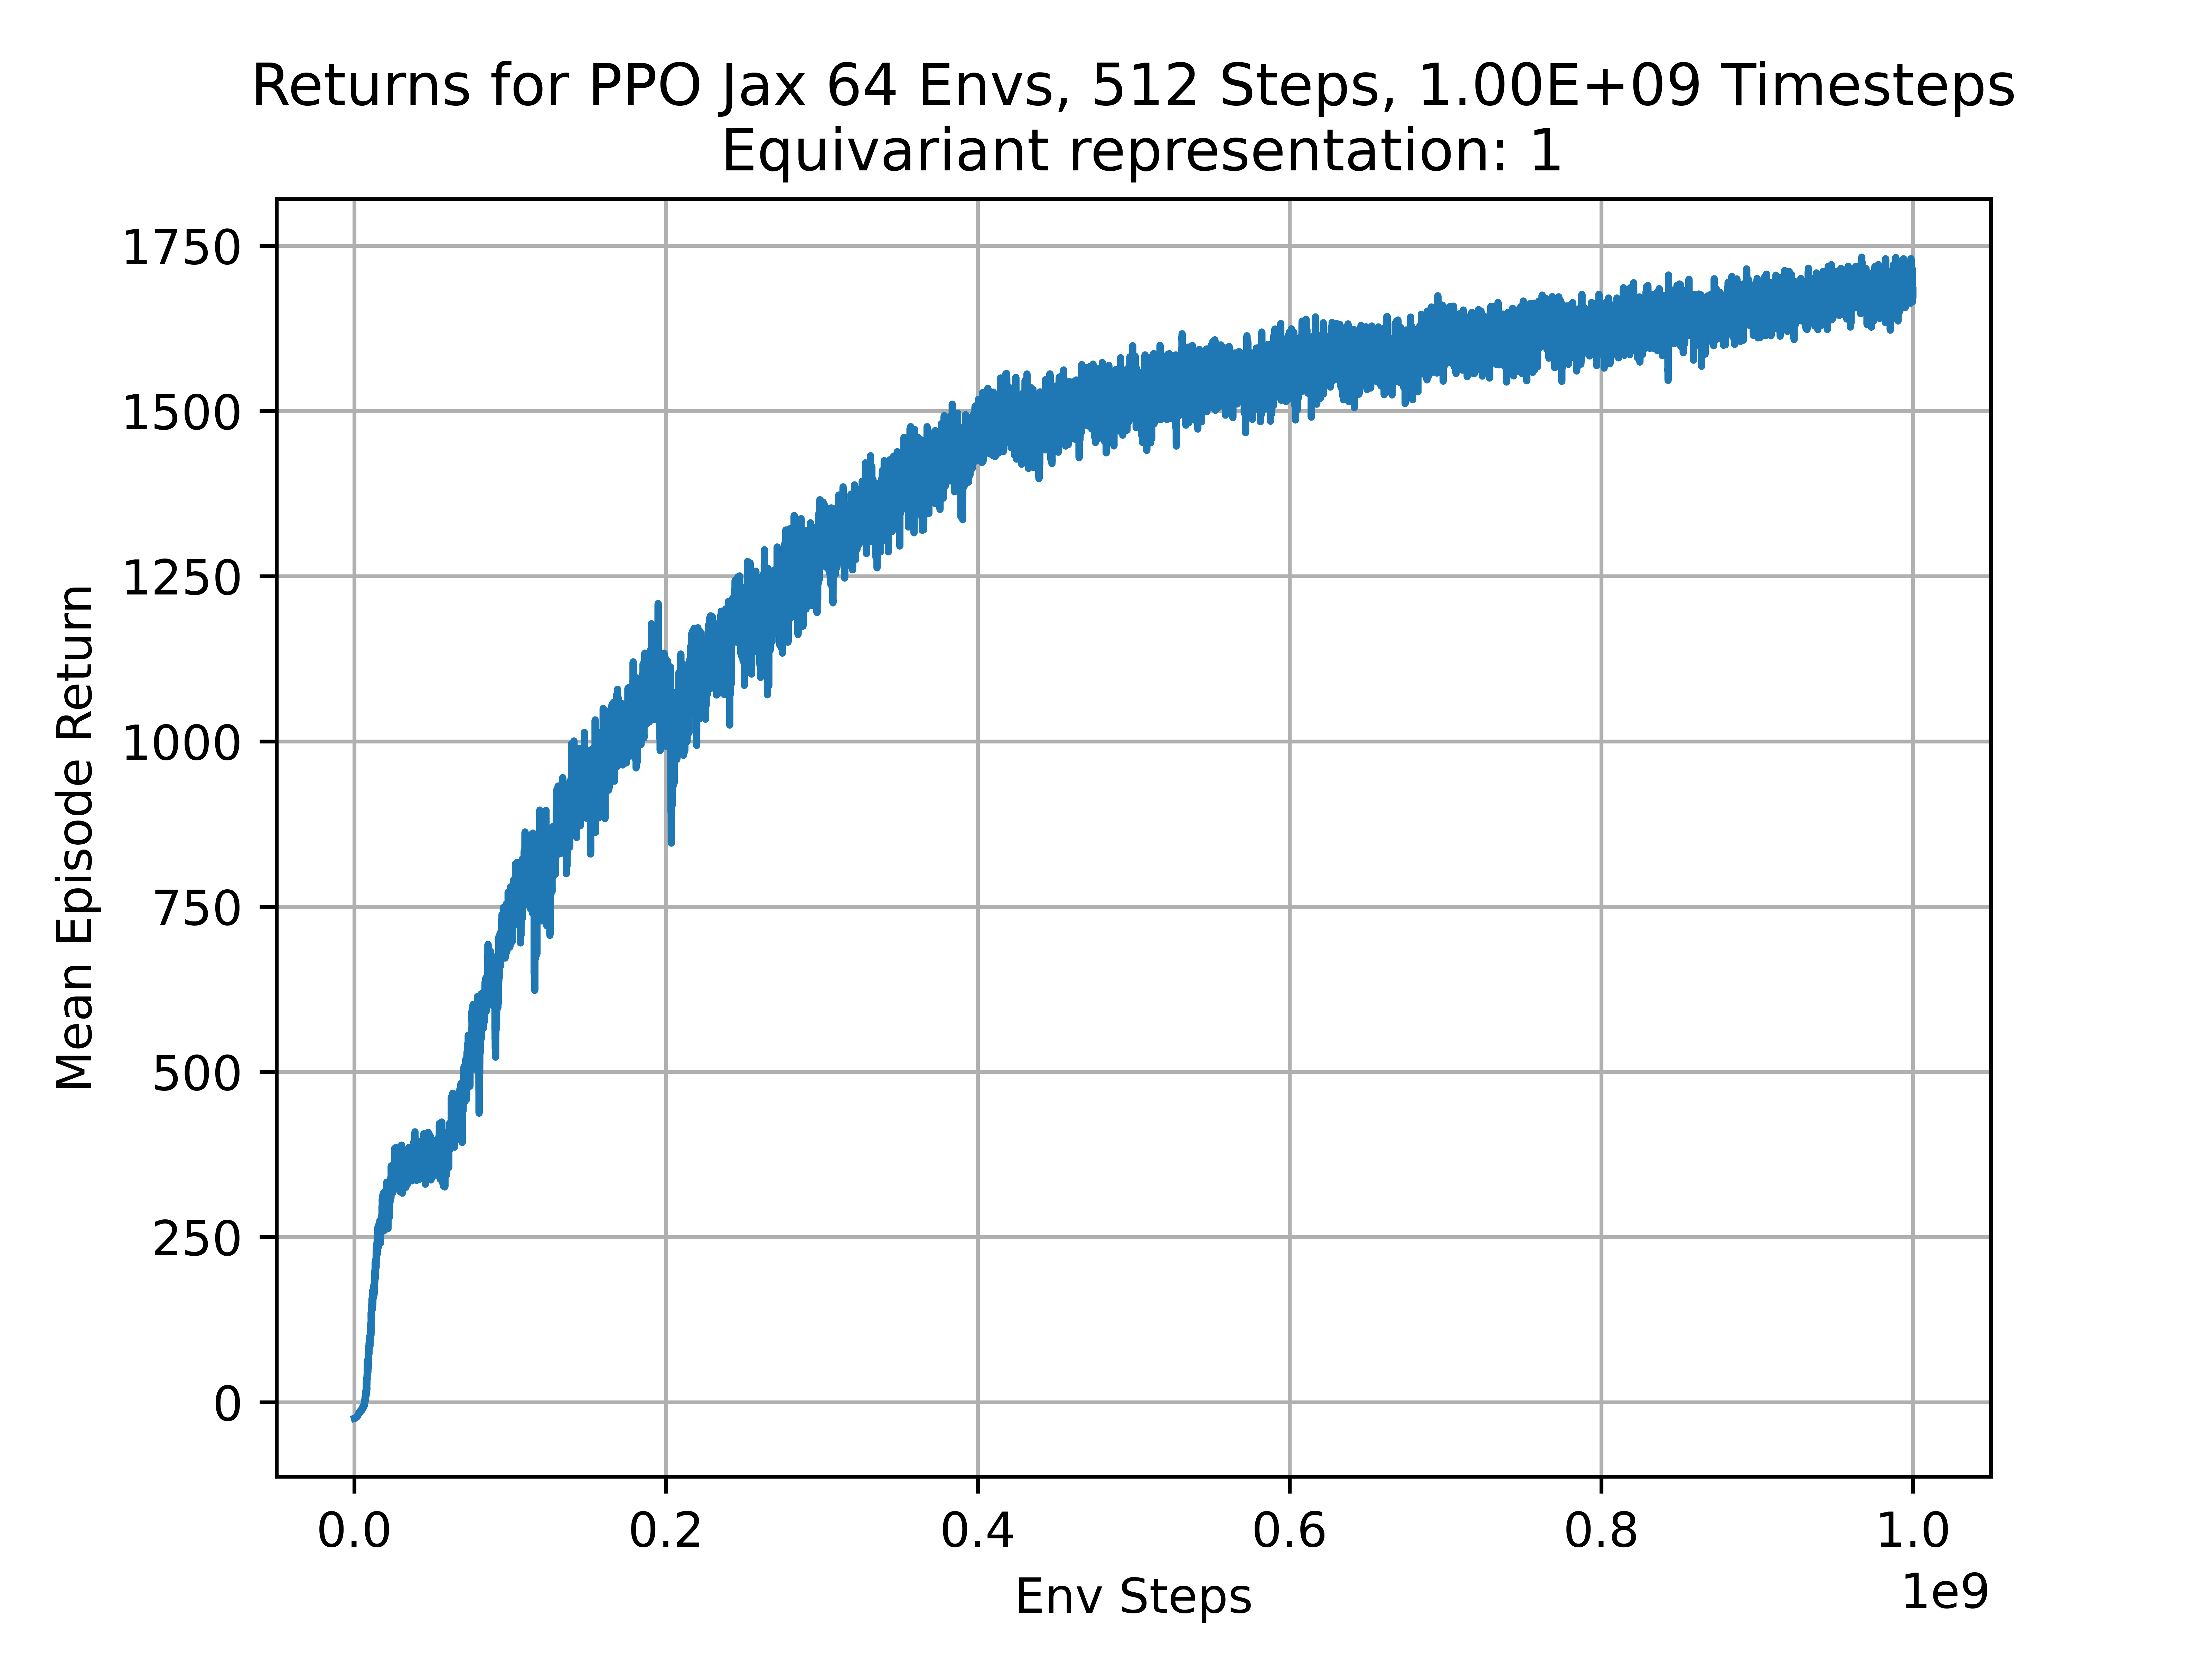 Returns for PPO Jax 64 Envs, 512 Steps, 1.00E+09 Timesteps
Equivariant representation: 1
1750
1500
1250
1000
750
500
250
0
Mean Episode Return
0.0
0.2
0.4
0.6
0.8
1.0
Env Steps
1e9